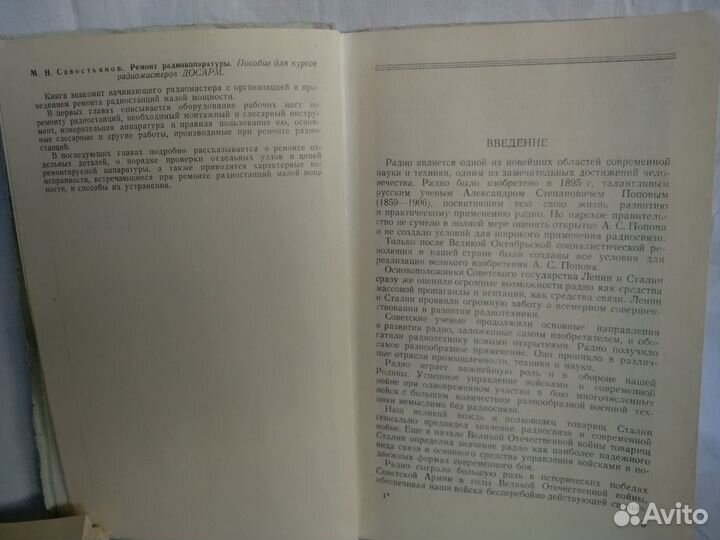 М. Н. Савостьянов. Ремонт радиоаппаратуры. Пособие для курсов
радиомастеров ДОСАРМ.
Книга знакомит начинающего радиомастера с организацией и про-
ведением ремонта радиостанций малой мощности.
В первых главах описывается оборудование рабочих мест по
ремонту радиостанций, необходимый монтажный и слесарный инстру-
мент, измерительная аппаратура и правила пользования ею, основ-
ные слесарные и другие работы, производимые при ремонте радио-
станций.
В последующих главах подробно рассказывается о ремонте от-
дельных деталей, о порядке проверки отдельных узлов и цепей
ремонтируемой аппаратуры, а также приводятся характерные не-
исправности, встречающиеся при ремонте радиостанций малой мощ-
ности, и способы их устранения.
ВВЕДЕНИЕ
Радио является одной из новейших областей современной
науки и техники, одним из замечательных достижений чело-
вечества. Радио было изобретено в 1895 г. талантливым
русским ученым Александром Степановичем Поповым
(1859—1906), посвятившим всю свою жизнь развитию
и практическому применению радио. Но царское правитель-
ство не сумело в полной мере оценить открытие А. С. Попова
и не создало условий для широкого применения радиосвязи.
Только после Великой Октябрьской социалистической ре-
волюции в нашей стране были созданы все условия для
реализации великого изобретения А. С. Попова.
Основоположники Советского государства Ленин и Сталин
сразу же оценили огромные возможности радио как средства
массовой пропаганды и агитации, как средства связи. Ленин
и Сталин проявили огромную заботу о всемерном совершен-
ствовании и развитии радиотехники.
Советские ученые продолжили основные направления
в развитии радио, заложенные самим изобретателем, и обо-
гатили радиотехнику новыми открытиями. Радио получило
самое разнообразное применение. Оно проникло в различ-
ные отрасли промышленности, техники и науки.
Радио играет важнейшую роль и в обороне нашей
Родины. Успешное управление войсками в современной
войне при одновременном участии в бою многочисленных
войск с большим количеством разнообразной военной тех-
ники немыслимо без радиосвязи.
Наш великий вождь и полководец товарищ Сталин
гениально предвидел значение радиосвязи в современной
войне. Еще в начале Великой Отечественной войны товарищ
Сталин определил значение радио как наиболее надежного
вида связи и основного средства управления войсками в по-
движных формах современного боя.
Радио сыграло большую роль в исторических победах
Советской Армии в годы Великой Отечественной войны,
обеспечивая наши войска бесперебойно действующей
1*
Avito